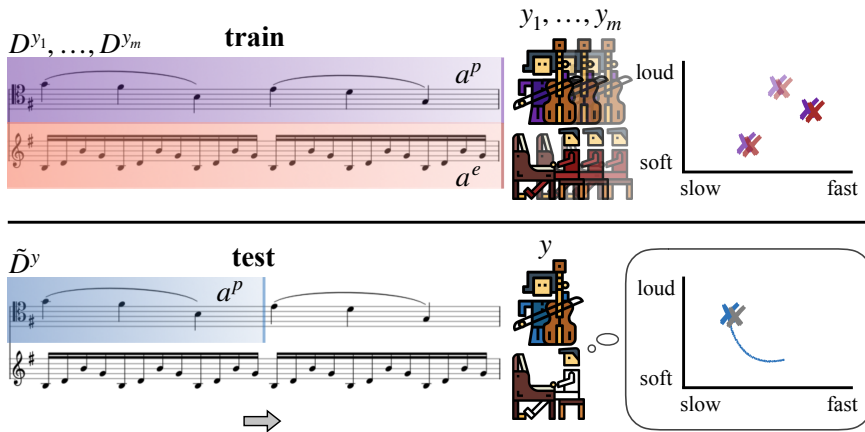 D^{y_1}, …, D^{y_m} train
y_1, …, y_m
a^p
a^e
loud
soft
slow fast
D̃^y test
y
a^p
loud
soft
slow fast